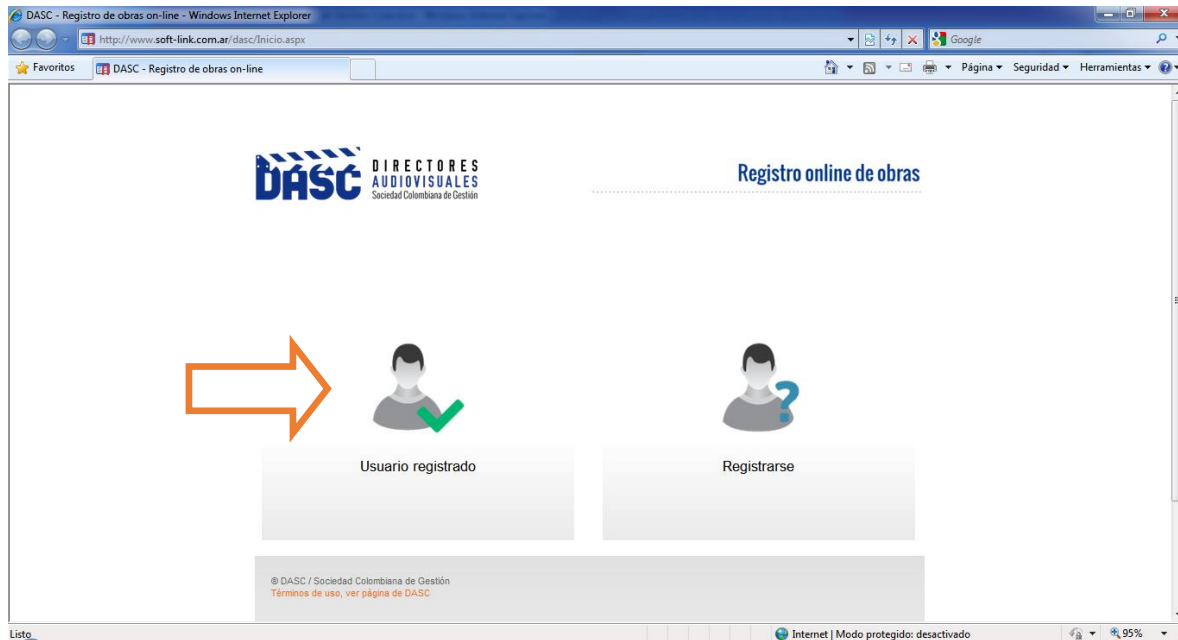 DASC - Registro de obras on-line - Windows Internet Explorer
http://www.soft-link.com.ar/dasc/Inicio.aspx
Google
Favoritos
DASC - Registro de obras on-line
Página
Seguridad
Herramientas
DASC
DIRECTORES
AUDIOVISUALES
Sociedad Colombiana de Gestión
Registro online de obras
Usuario registrado
Registrarse
® DASC / Sociedad Colombiana de Gestión
Términos de uso, ver página de DASC
Listo
Internet | Modo protegido: desactivado
95%